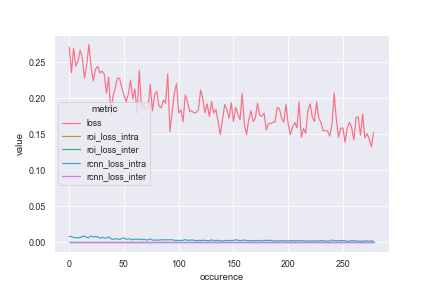 0.25
0.20
0.15
0.10
0.05
0.00
value
metric
loss
roi_loss_intra
roi_loss_inter
rcnn_loss_intra
rcnn_loss_inter
0 50 100 150 200 250
occurence